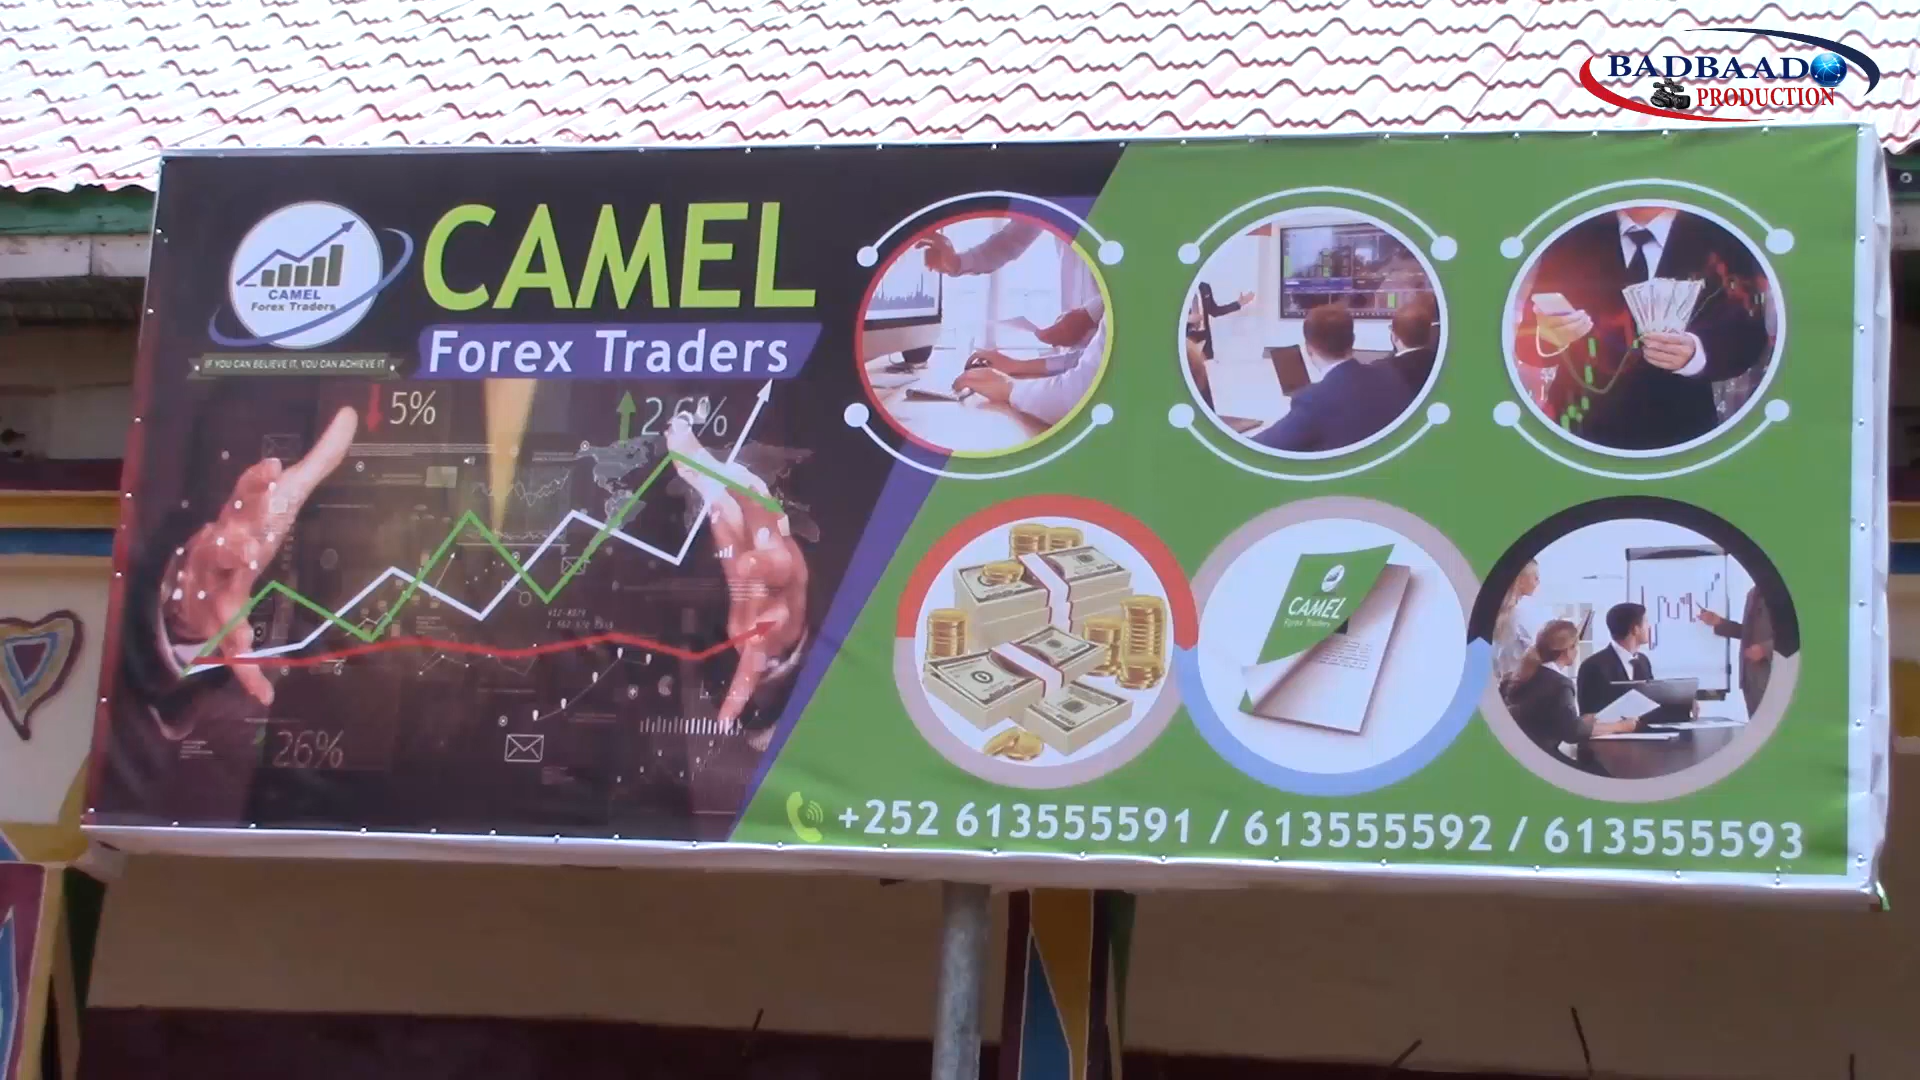 BADBAADO
PRODUCTION
CAMEL
Forex Traders
CAMEL
Forex Traders
IF YOU CAN BELIEVE IT, YOU CAN ACHIEVE IT
5%
26%
26%
CAMEL
Forex Traders
+252 613555591 / 613555592 / 613555593